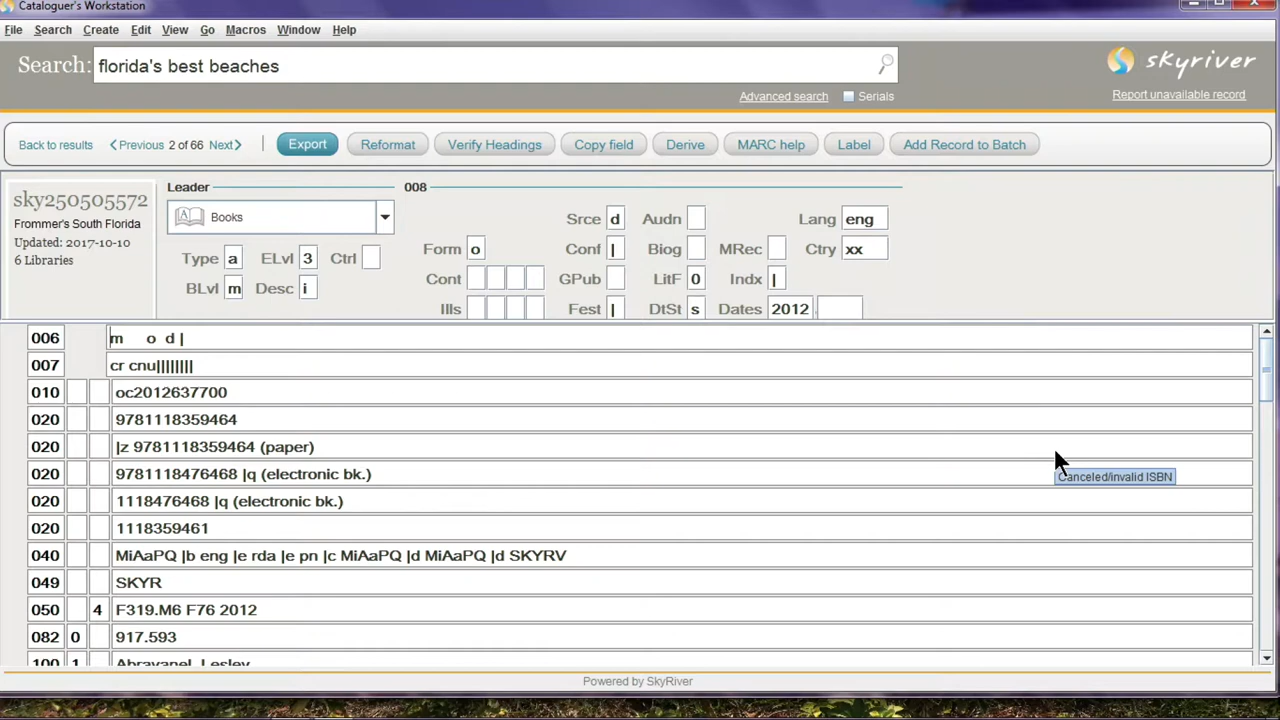 Cataloguer's Workstation
File Search Create Edit View Go Macros Window Help
Search: florida's best beaches
skyriver
Advanced search Serials
Report unavailable record
Back to results Previous 2 of 66 Next Export Reformat Verify Headings Copy field Derive MARC help Label Add Record to Batch
sky250505572
Frommer's South Florida
Updated: 2017-10-10
6 Libraries
Leader
Books
Type a ELvl 3 Ctrl
BLvl m Desc i
008
Srce d Audn Lang eng
Form o Conf | Biog MRec Ctry xx
Cont GPub LitF 0 Indx |
Ills Fest | DtSt s Dates 2012
006 m o d |
007 cr cnu||||||||
010 oc2012637700
020 9781118359464
020 |z 9781118359464 (paper)
020 9781118476468 |q (electronic bk.)
Canceled/invalid ISBN
020 1118476468 |q (electronic bk.)
020 1118359461
040 MiAaPQ |b eng |e rda |e pn |c MiAaPQ |d MiAaPQ |d SKYRV
049 SKYR
050 4 F319.M6 F76 2012
082 0 917.593
100 1 Abravanel, Lesley
Powered by SkyRiver